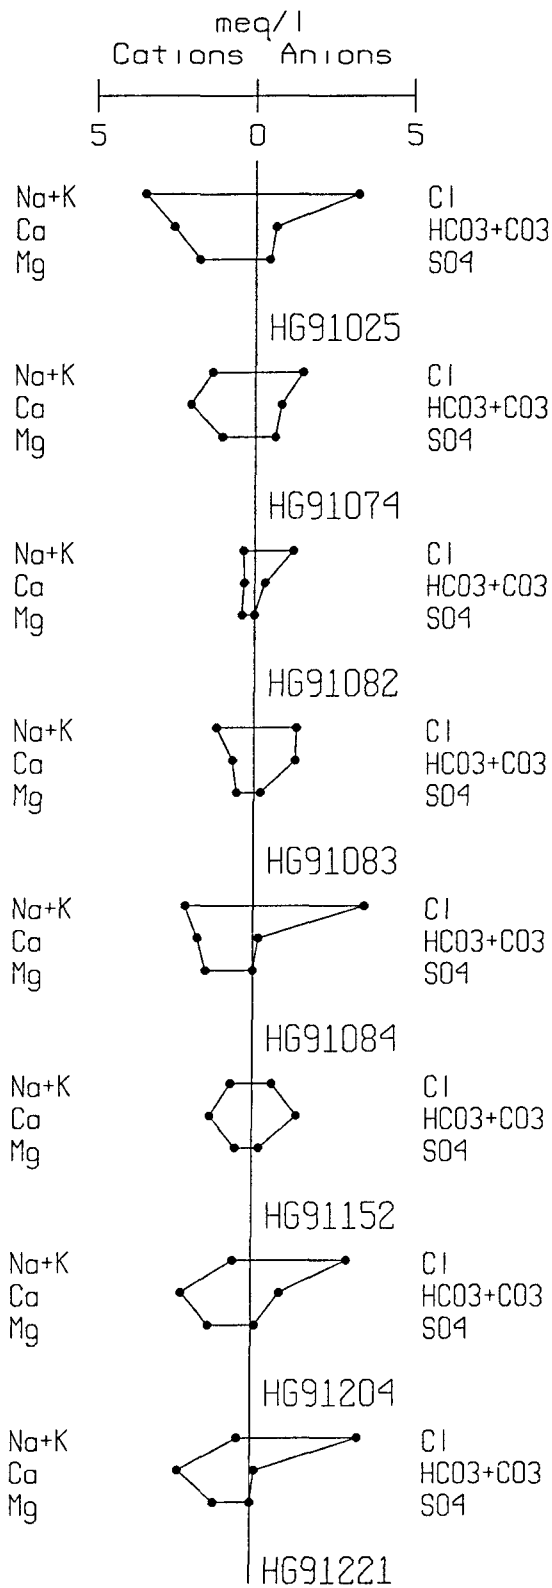 meq/l
Cations Anions
5 0 5
Na+K Cl
Ca HCO3+CO3
Mg SO4
HG91025
Na+K Cl
Ca HCO3+CO3
Mg SO4
HG91074
Na+K Cl
Ca HCO3+CO3
Mg SO4
HG91082
Na+K Cl
Ca HCO3+CO3
Mg SO4
HG91083
Na+K Cl
Ca HCO3+CO3
Mg SO4
HG91084
Na+K Cl
Ca HCO3+CO3
Mg SO4
HG91152
Na+K Cl
Ca HCO3+CO3
Mg SO4
HG91204
Na+K Cl
Ca HCO3+CO3
Mg SO4
HG91221